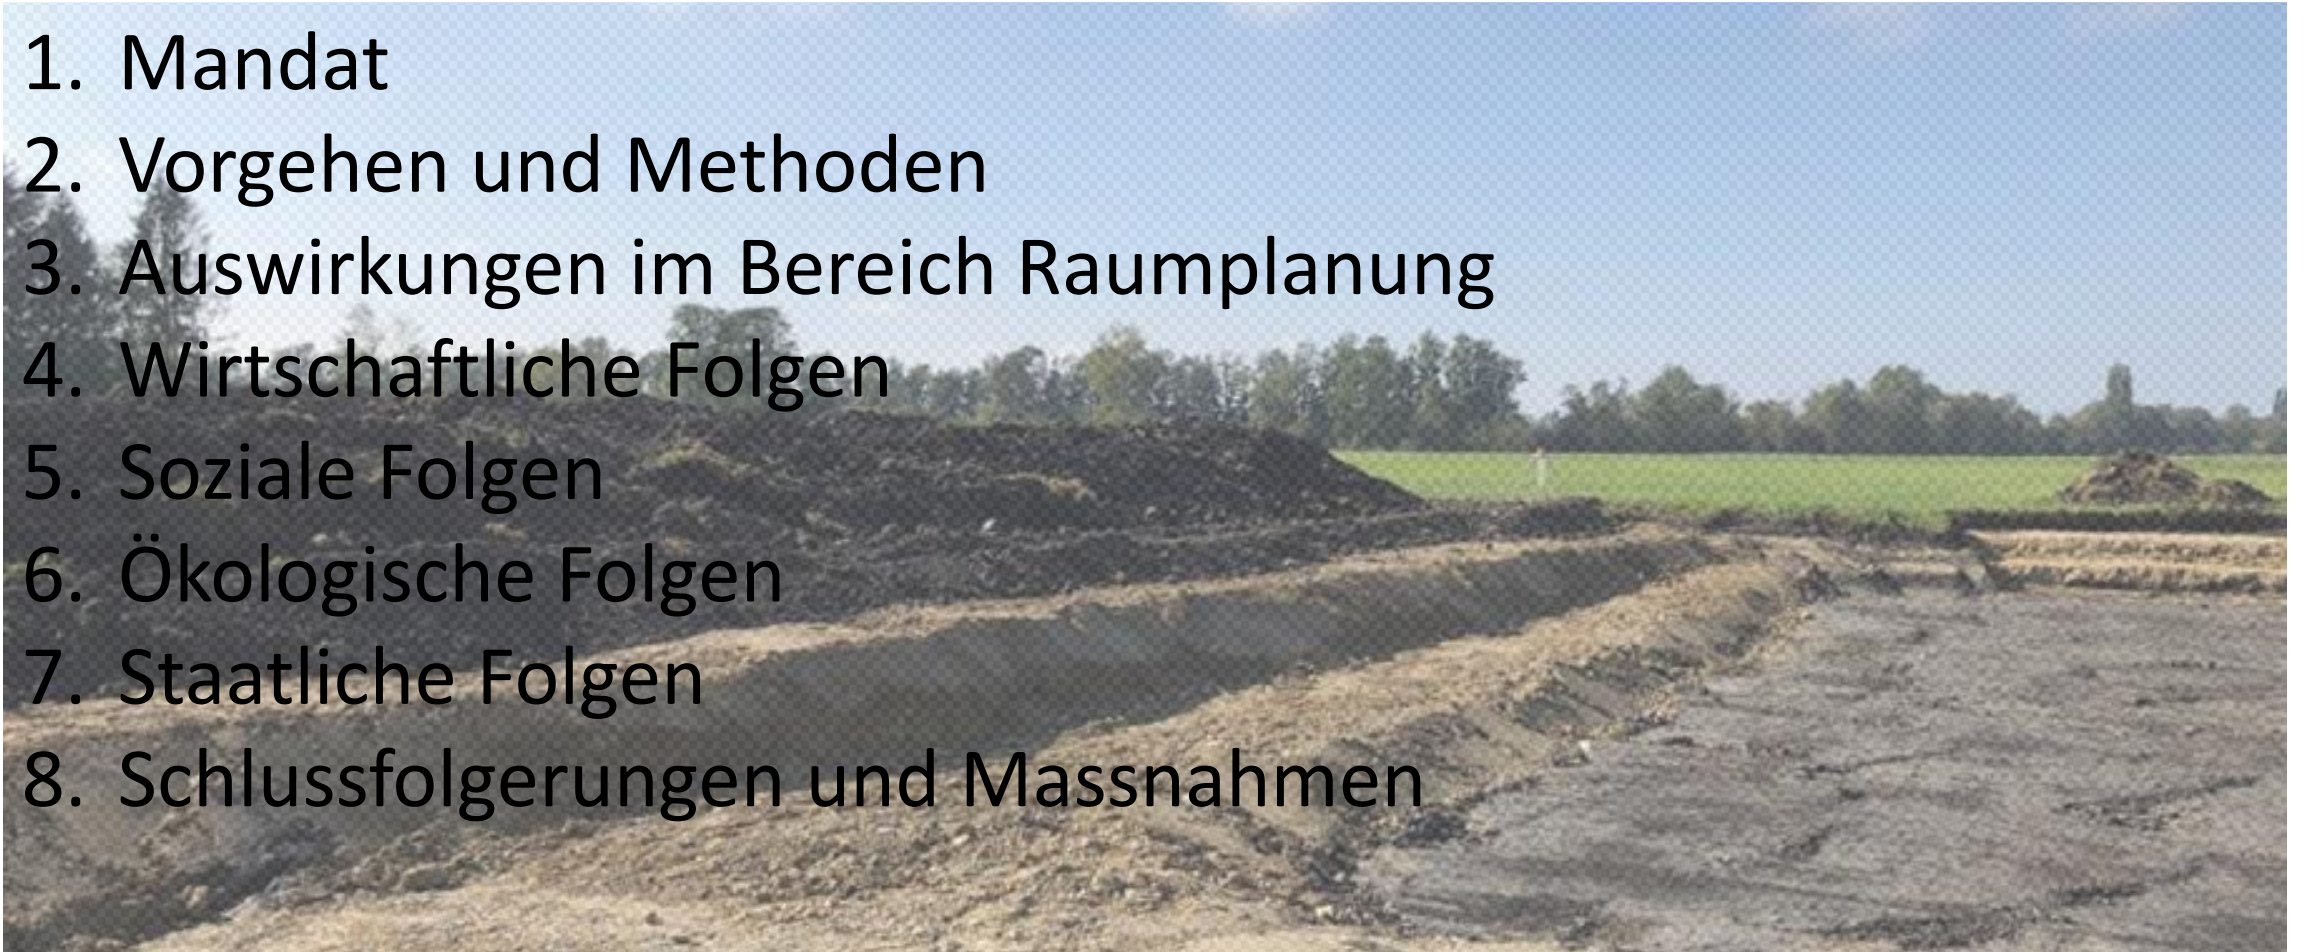 1. Mandat
2. Vorgehen und Methoden
3. Auswirkungen im Bereich Raumplanung
4. Wirtschaftliche Folgen
5. Soziale Folgen
6. Ökologische Folgen
7. Staatliche Folgen
8. Schlussfolgerungen und Massnahmen